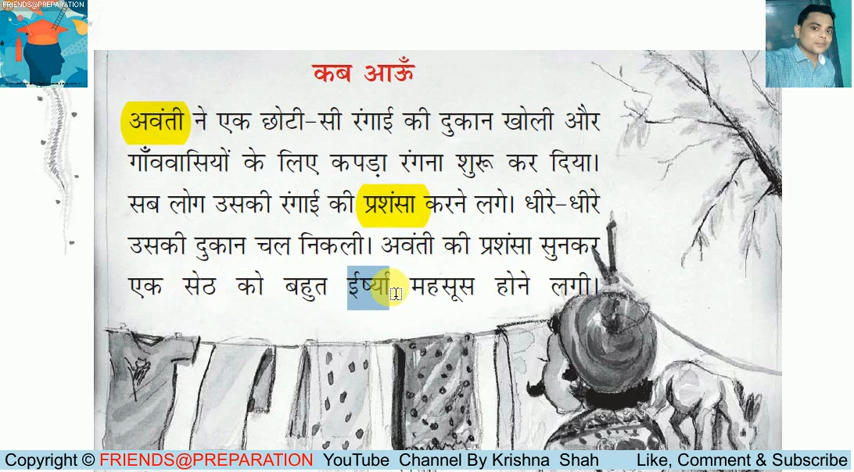 FRIENDS@PREPARATION
कब आऊँ
अवंती ने एक छोटी-सी रंगाई की दुकान खोली और
गाँववासियों के लिए कपड़ा रंगना शुरू कर दिया।
सब लोग उसकी रंगाई की प्रशंसा करने लगे। धीरे-धीरे
उसकी दुकान चल निकली। अवंती की प्रशंसा सुनकर
एक सेठ को बहुत ईर्ष्या महसूस होने लगी।
Copyright © FRIENDS@PREPARATION YouTube Channel By Krishna Shah Like, Comment & Subscribe